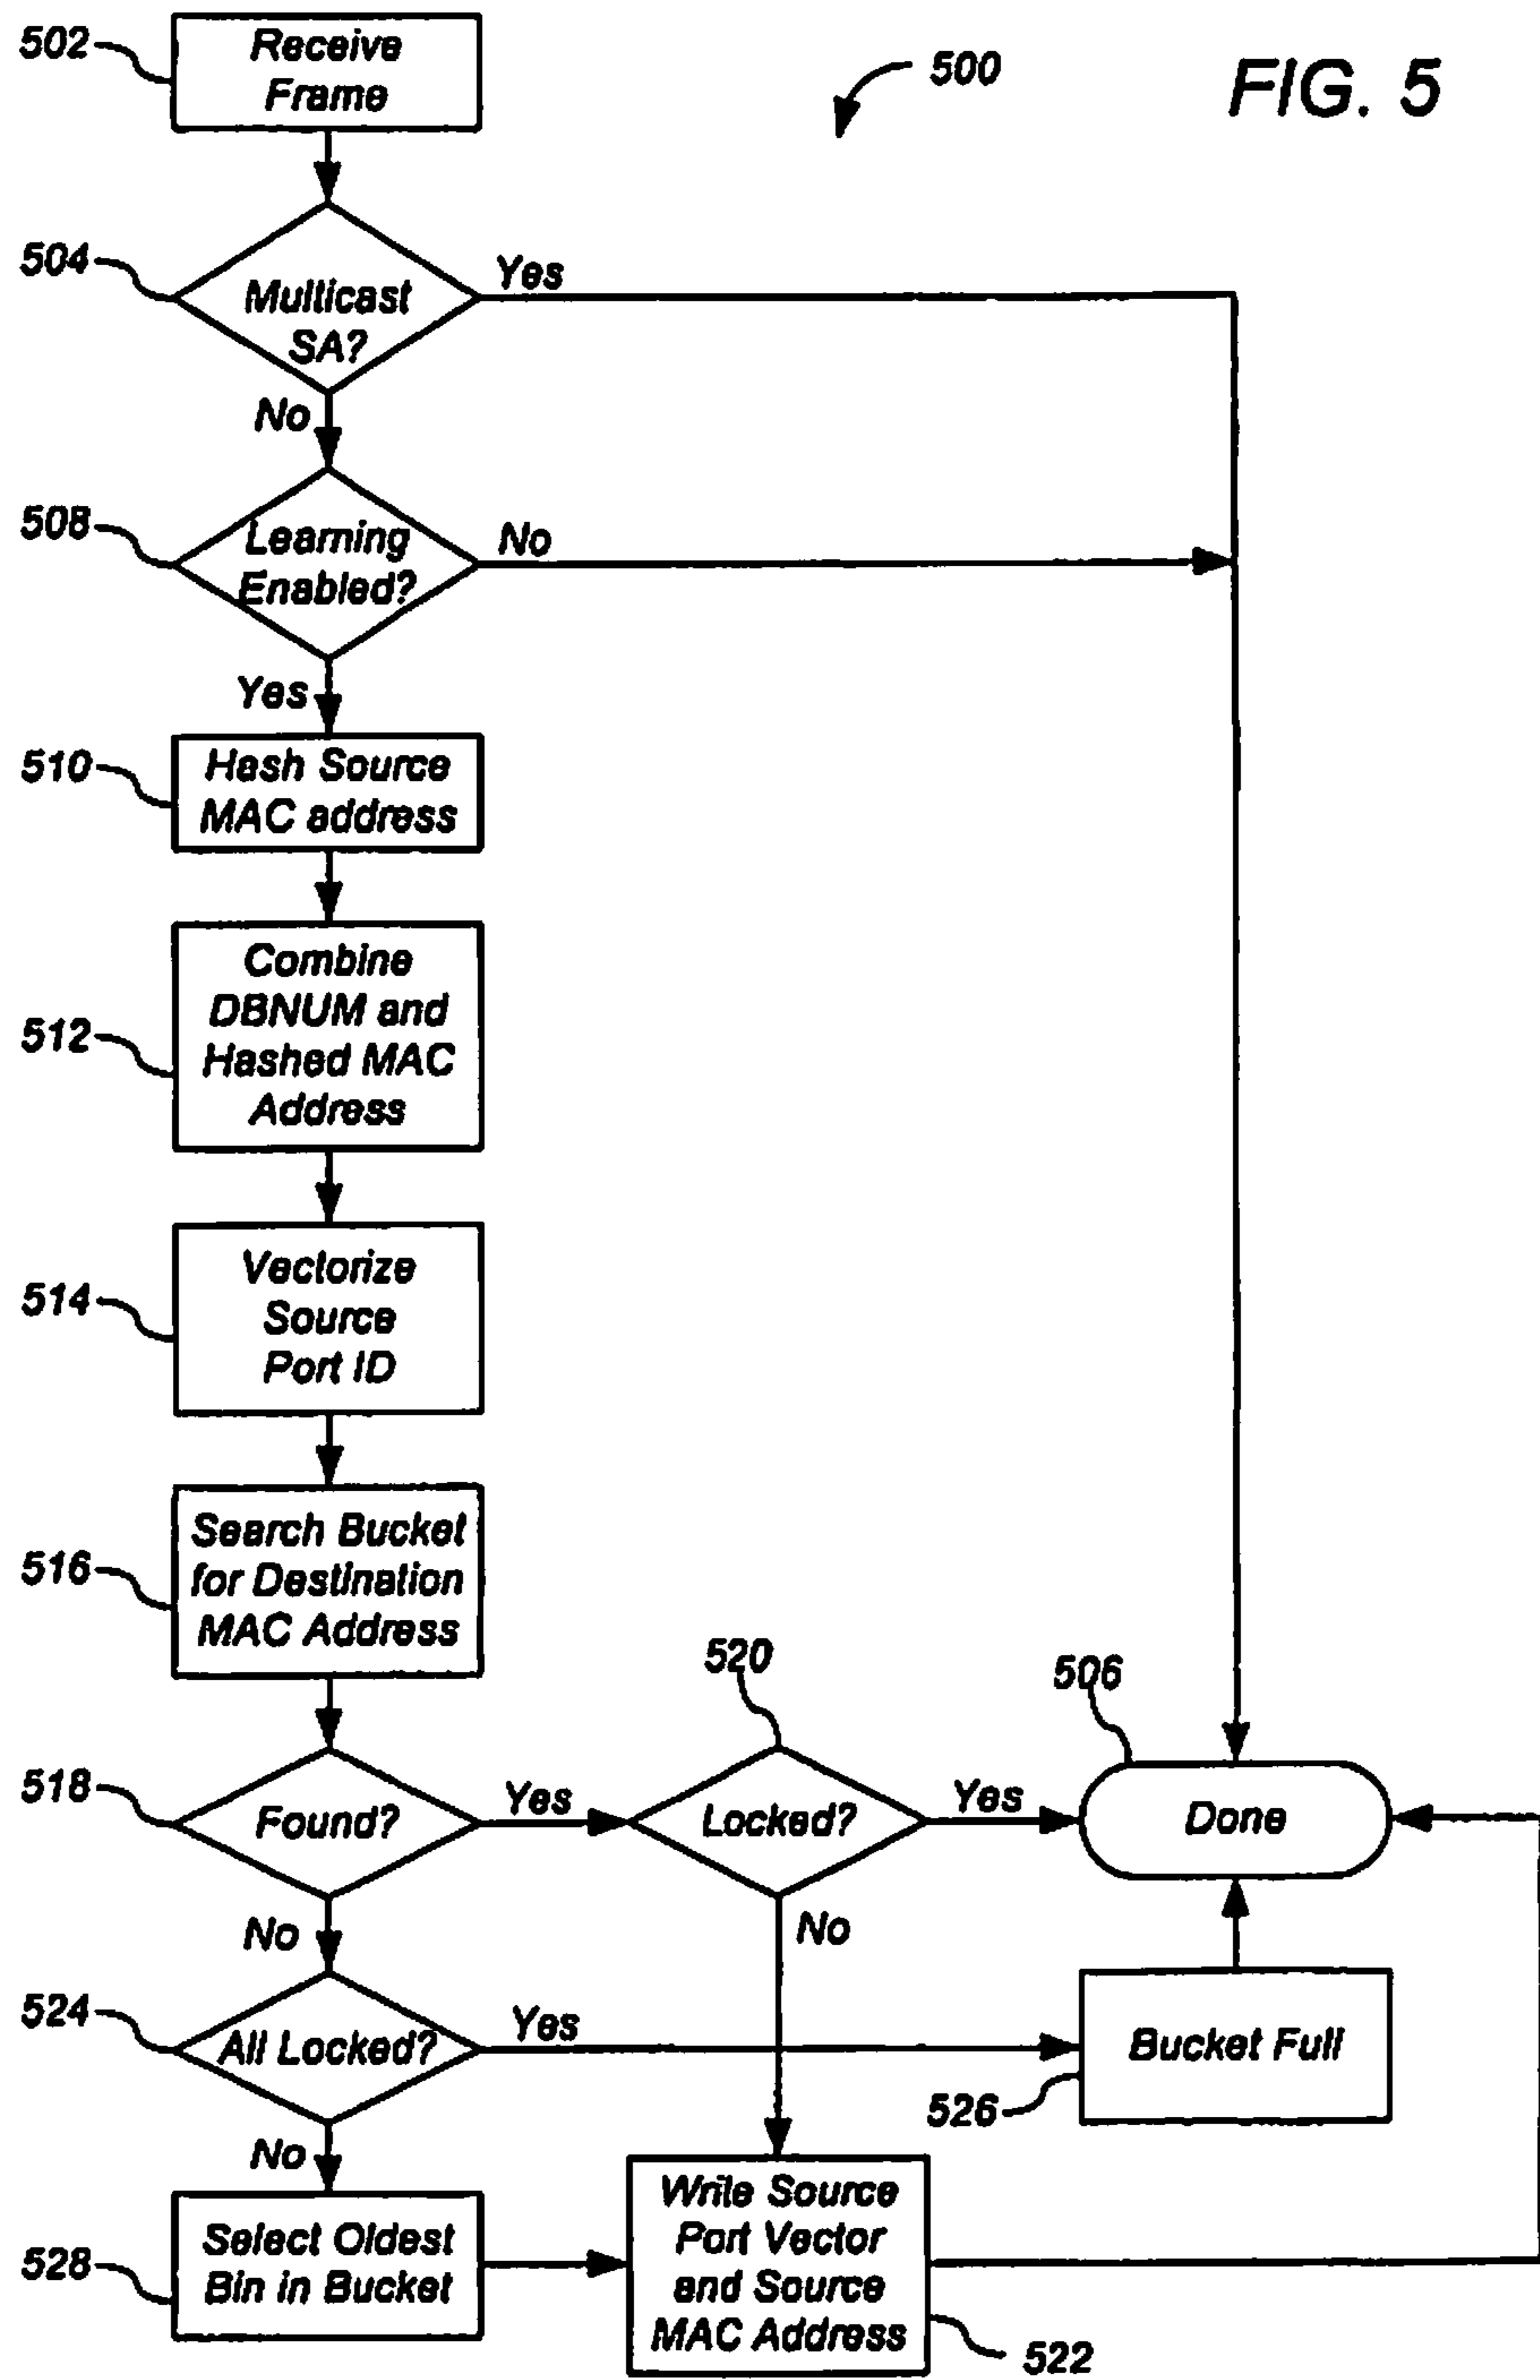 FIG. 5
500
502
Receive
Frame
504
Multicast
SA?
Yes
No
508
Learning
Enabled?
No
Yes
510
Hash Source
MAC address
512
Combine
DBNUM and
Hashed MAC
Address
514
Vectorize
Source
Port ID
516
Search Bucket
for Destination
MAC Address
518
Found?
Yes
No
520
Locked?
Yes
No
506
Done
524
All Locked?
Yes
No
526
Bucket Full
528
Select Oldest
Bin in Bucket
522
Write Source
Port Vector
and Source
MAC Address